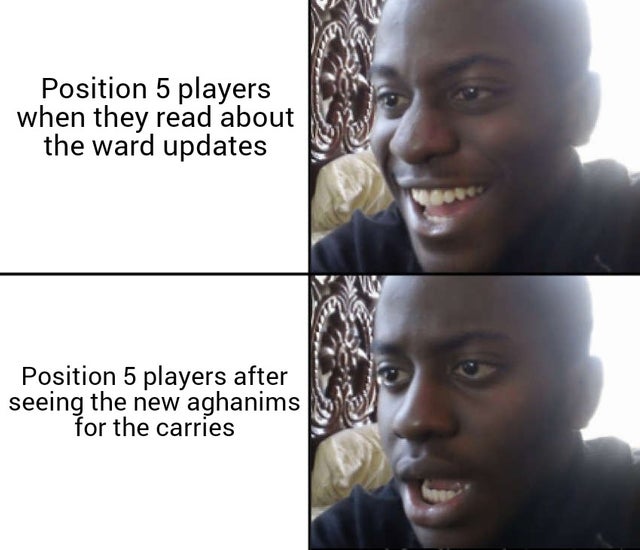 Position 5 players
when they read about
the ward updates
Position 5 players after
seeing the new aghanims
for the carries